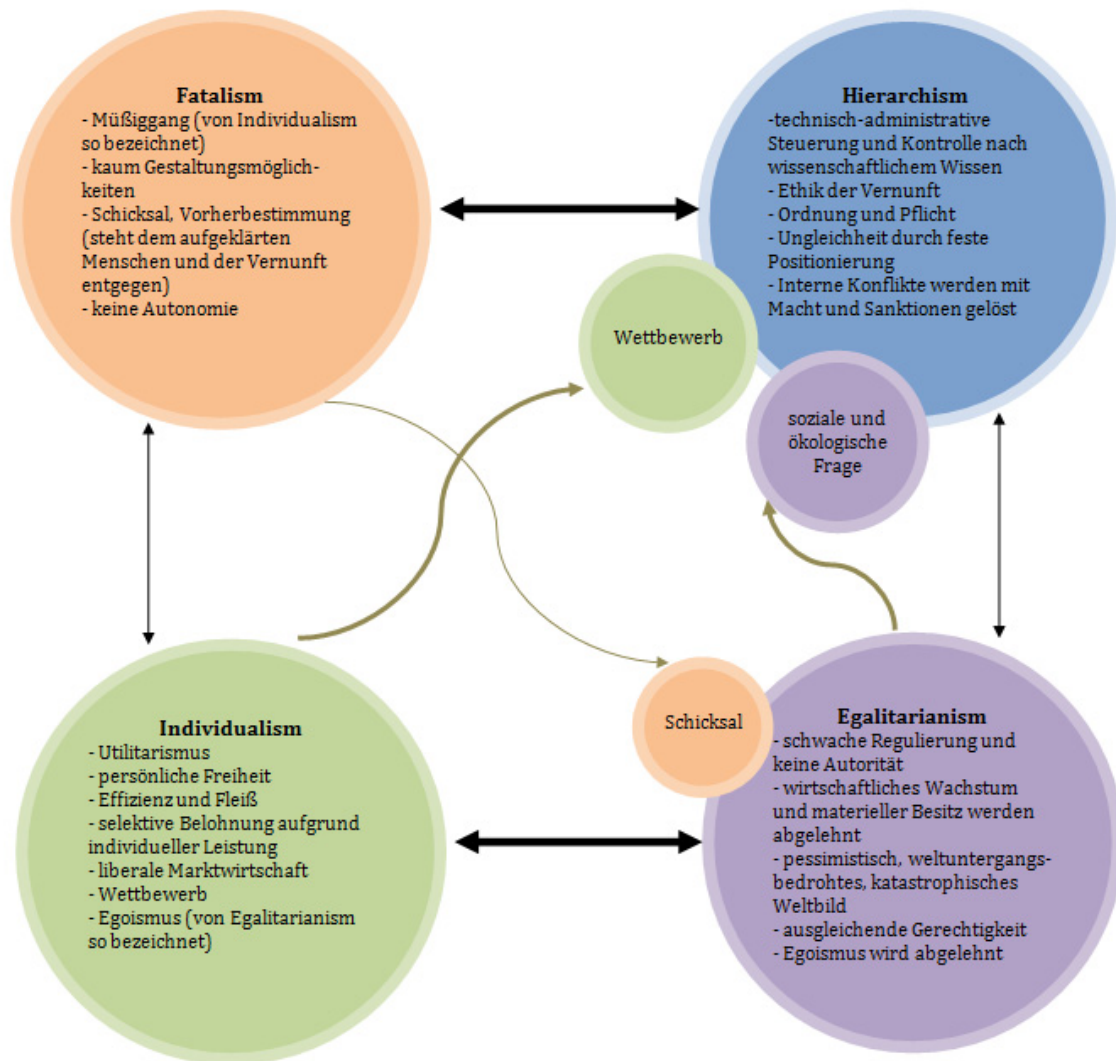 Fatalism
- Müßiggang (von Individualism
so bezeichnet)
- kaum Gestaltungsmöglich-
keiten
- Schicksal, Vorherbestimmung
(steht dem aufgeklärten
Menschen und der Vernunft
entgegen)
- keine Autonomie
Hierarchism
-technisch-administrative
Steuerung und Kontrolle nach
wissenschaftlichem Wissen
- Ethik der Vernunft
- Ordnung und Pflicht
- Ungleichheit durch feste
Positionierung
- Interne Konflikte werden mit
Macht und Sanktionen gelöst
Wettbewerb
soziale und
ökologische
Frage
Schicksal
Individualism
- Utilitarismus
- persönliche Freiheit
- Effizienz und Fleiß
- selektive Belohnung aufgrund
individueller Leistung
- liberale Marktwirtschaft
- Wettbewerb
- Egoismus (von Egalitarianism
so bezeichnet)
Egalitarianism
- schwache Regulierung und
keine Autorität
- wirtschaftliches Wachstum
und materieller Besitz werden
abgelehnt
- pessimistisch, weltuntergangs-
bedrohtes, katastrophisches
Weltbild
- ausgleichende Gerechtigkeit
- Egoismus wird abgelehnt